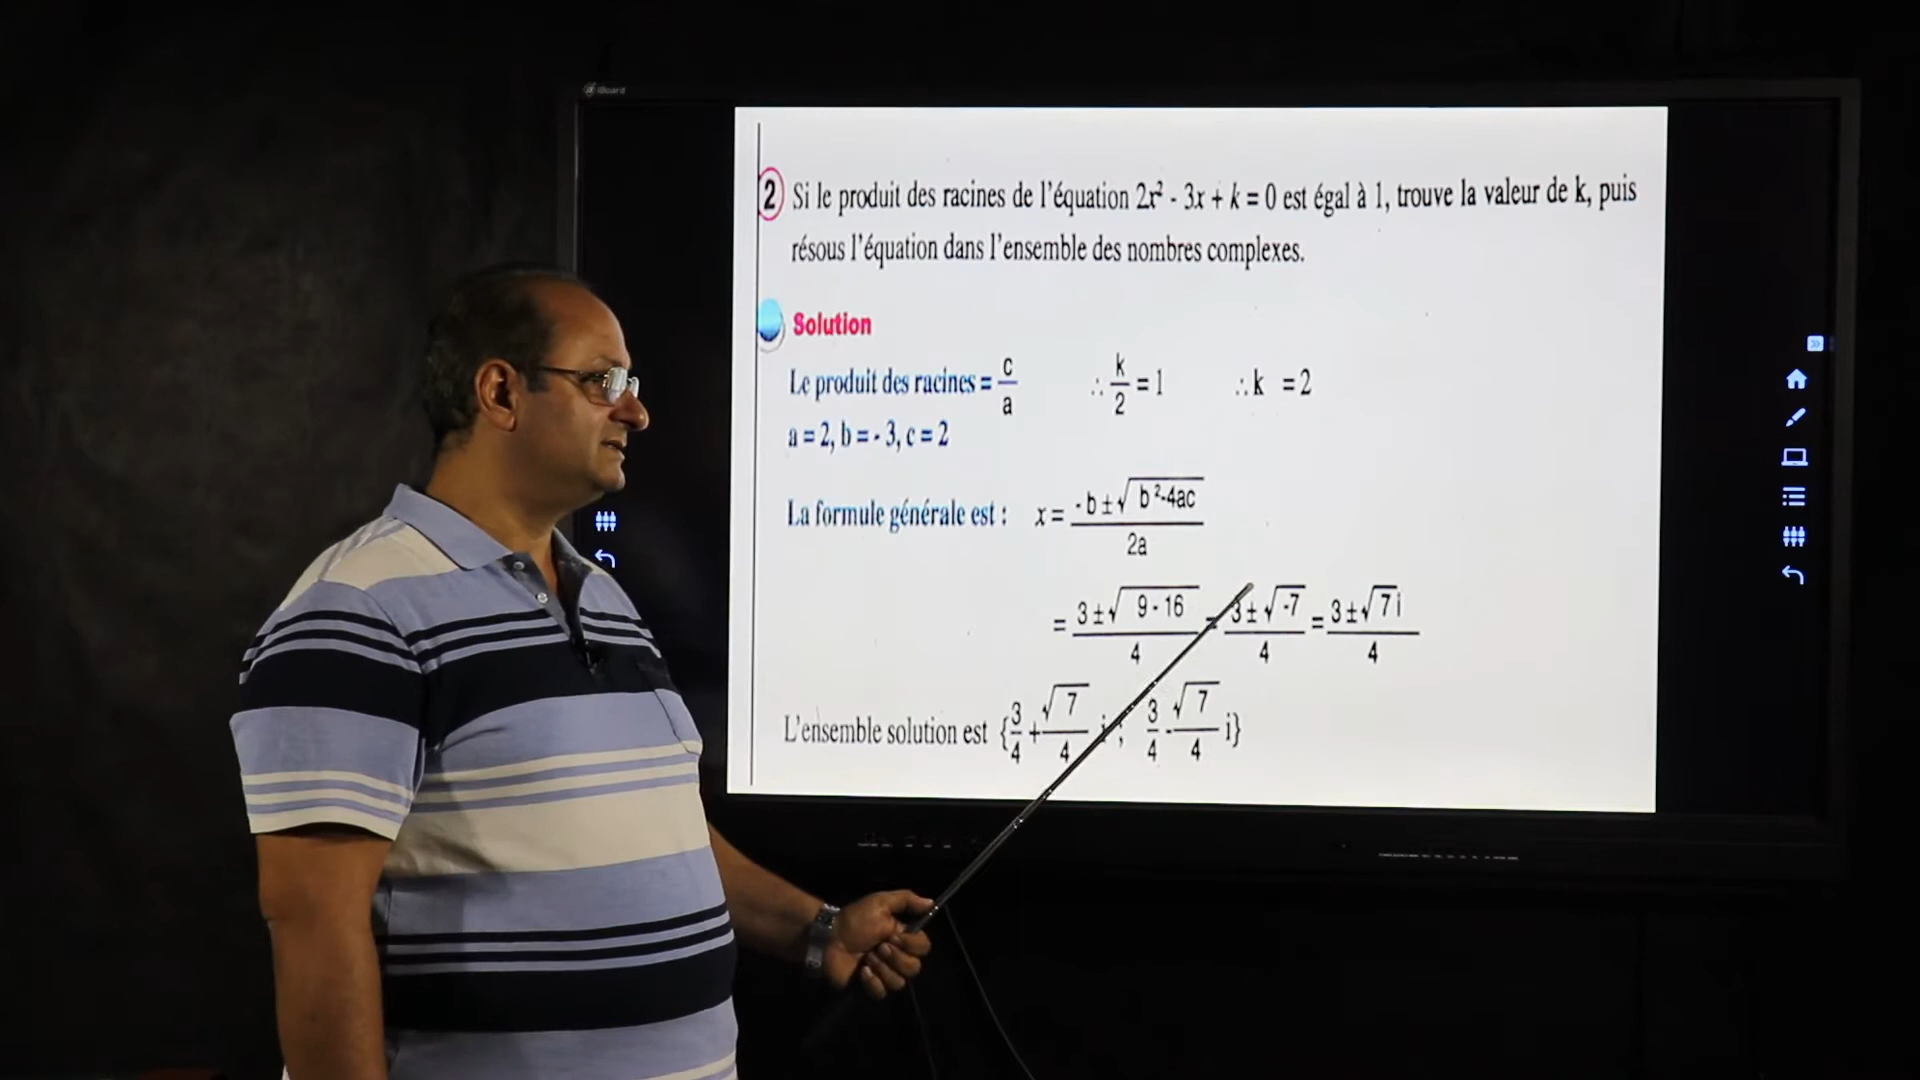 iBoard
2 Si le produit des racines de l'équation 2x² - 3x + k = 0 est égal à 1, trouve la valeur de k, puis
résous l'équation dans l'ensemble des nombres complexes.
Solution
Le produit des racines = c/a ∴ k/2 = 1 ∴ k = 2
a = 2, b = - 3, c = 2
La formule générale est : x = (-b ± √(b²-4ac))/2a
= (3 ± √(9 - 16))/4 = (3 ± √-7)/4 = (3 ± √7 i)/4
L'ensemble solution est {3/4 + √7/4 i ; 3/4 - √7/4 i}